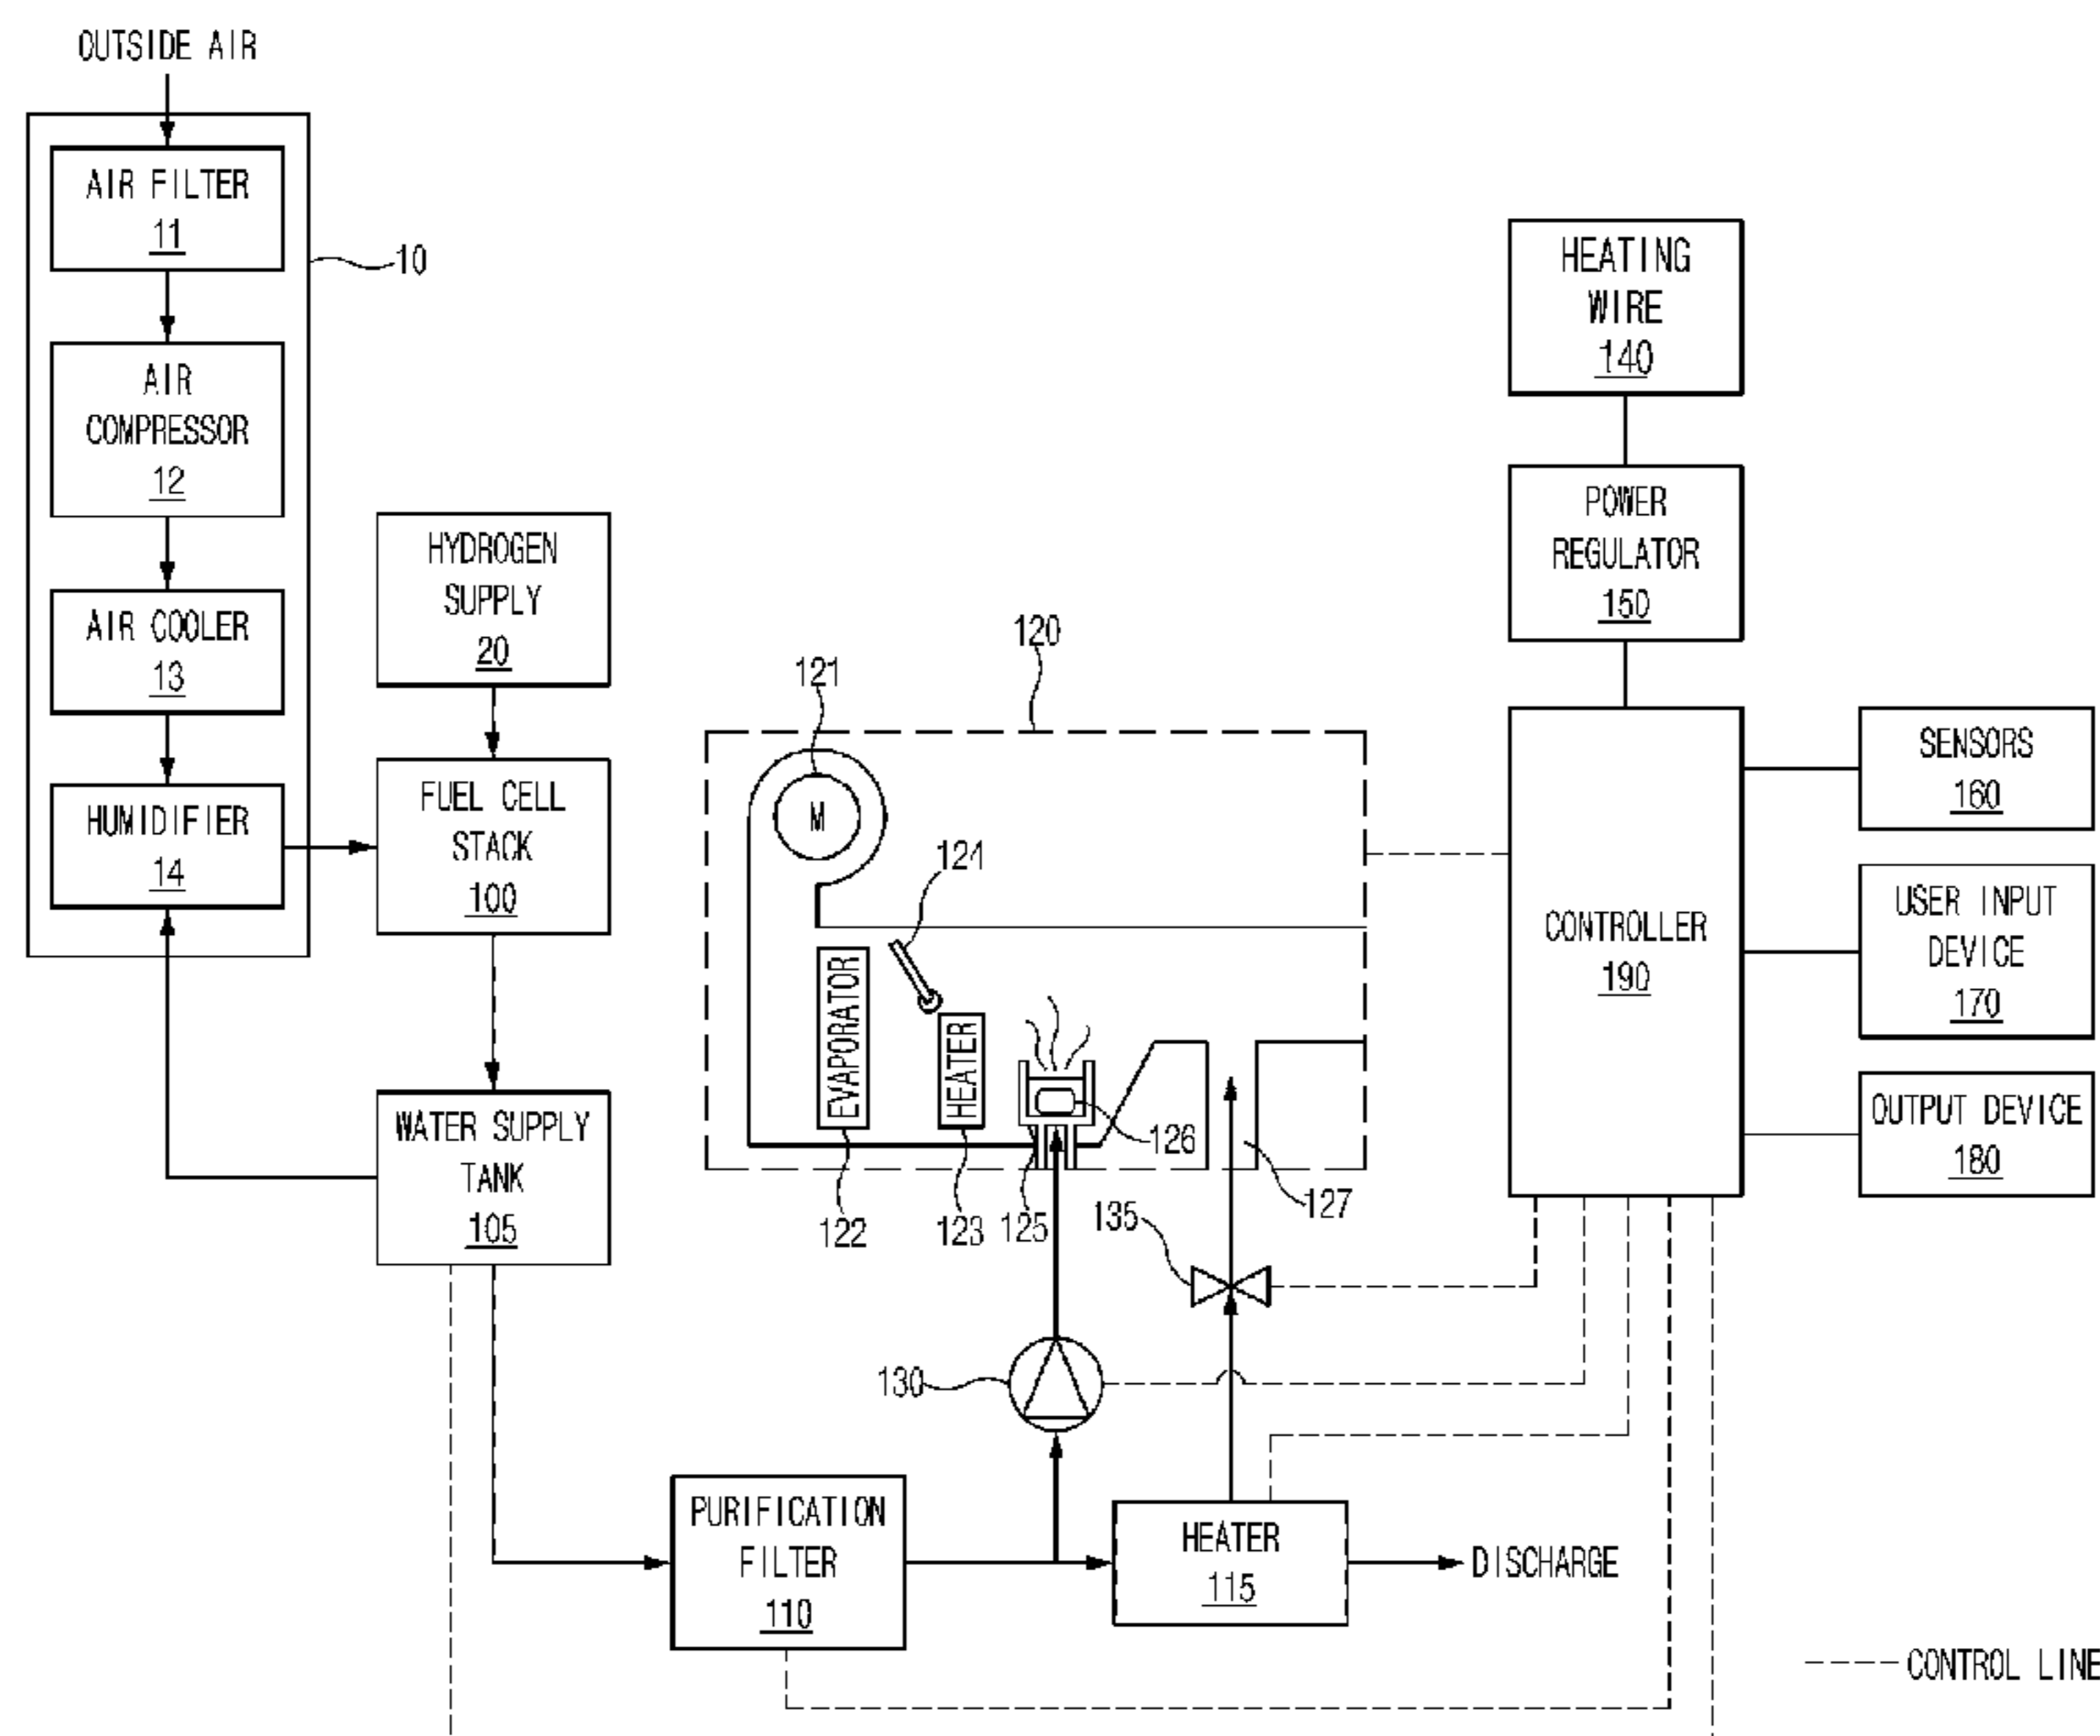 OUTSIDE AIR
AIR FILTER
11
10
AIR
COMPRESSOR
12
AIR COOLER
13
HUMIDIFIER
14
HYDROGEN
SUPPLY
20
FUEL CELL
STACK
100
WATER SUPPLY
TANK
105
120
121
M
124
EVAPORATOR
HEATER
126
127
122
123
125
135
130
PURIFICATION
FILTER
110
HEATER
115
DISCHARGE
HEATING
WIRE
140
POWER
REGULATOR
150
CONTROLLER
190
SENSORS
160
USER INPUT
DEVICE
170
OUTPUT DEVICE
180
CONTROL LINE